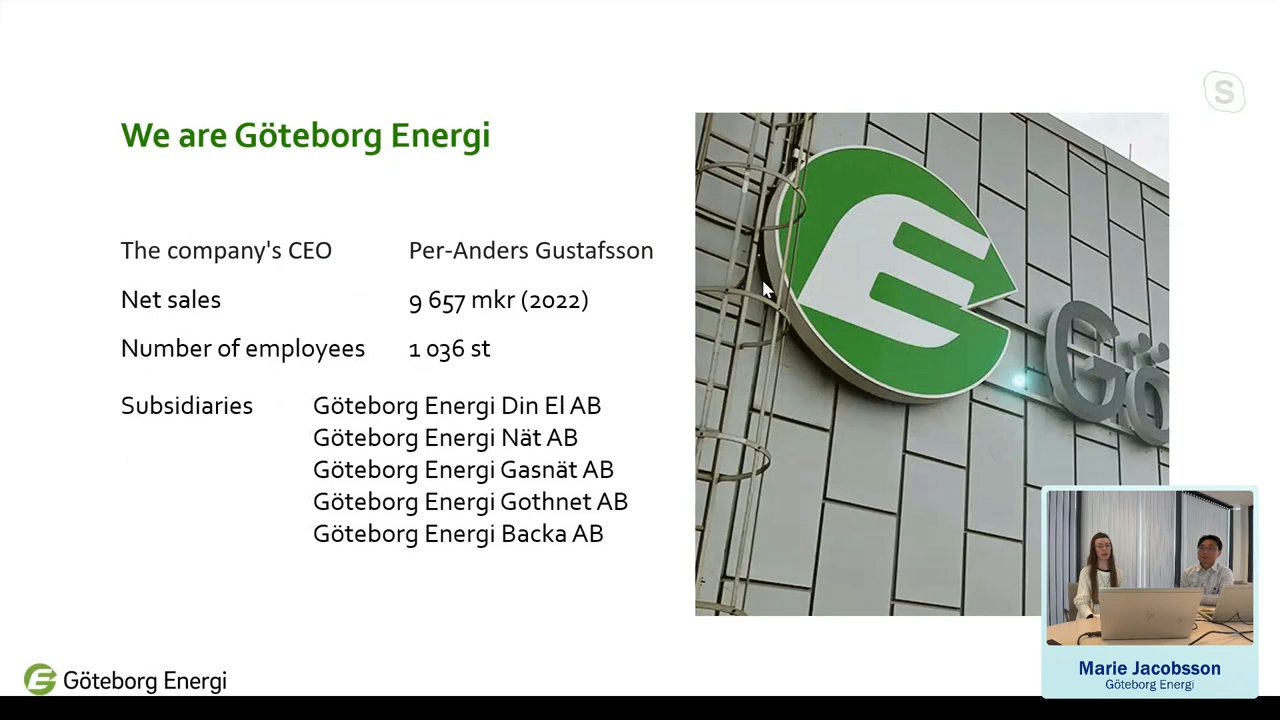 We are Göteborg Energi
The company's CEO Per-Anders Gustafsson
Net sales 9 657 mkr (2022)
Number of employees 1 036 st
Subsidiaries Göteborg Energi Din El AB
Göteborg Energi Nät AB
Göteborg Energi Gasnät AB
Göteborg Energi Gothnet AB
Göteborg Energi Backa AB
E
Gö
S
Göteborg Energi
Marie Jacobsson
Göteborg Energi